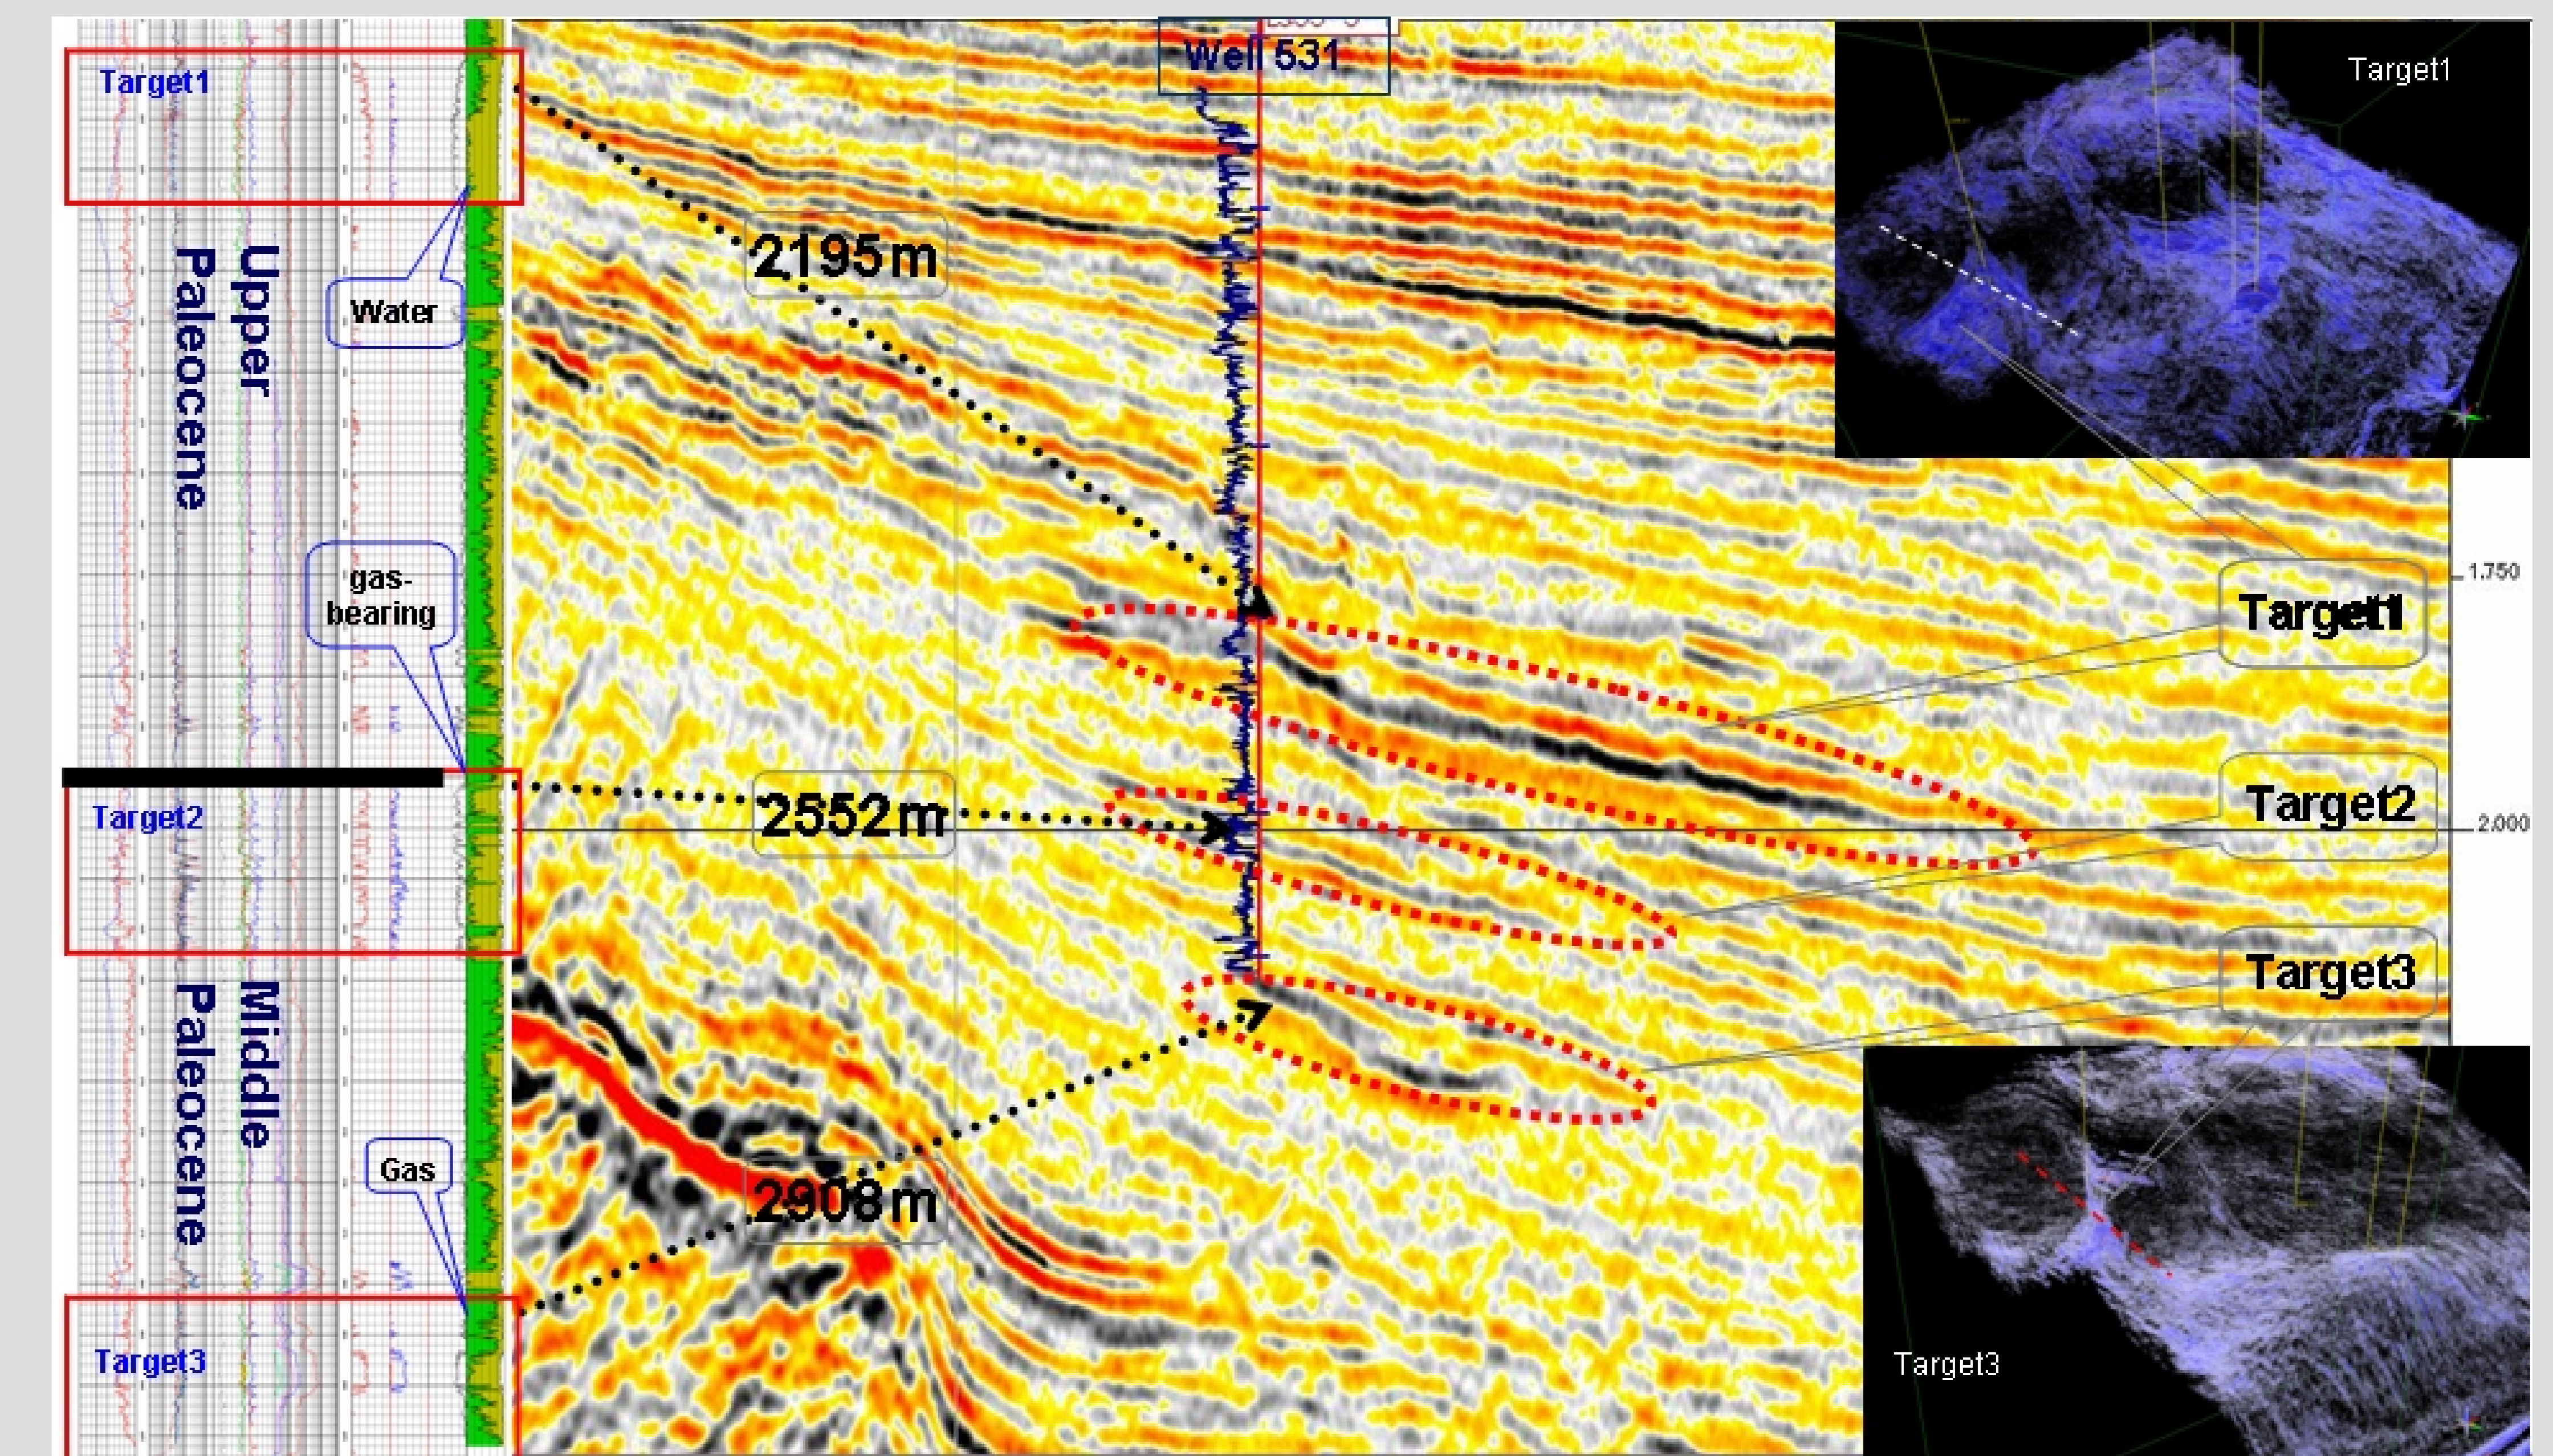 Target1
Upper
Paleocene
Water
gas-
bearing
Target2
Middle
Paleocene
Gas
Target3
Well 531
2195m
2552m
2908m
Target1
1.750
Target1
Target2
2.000
Target3
Target3